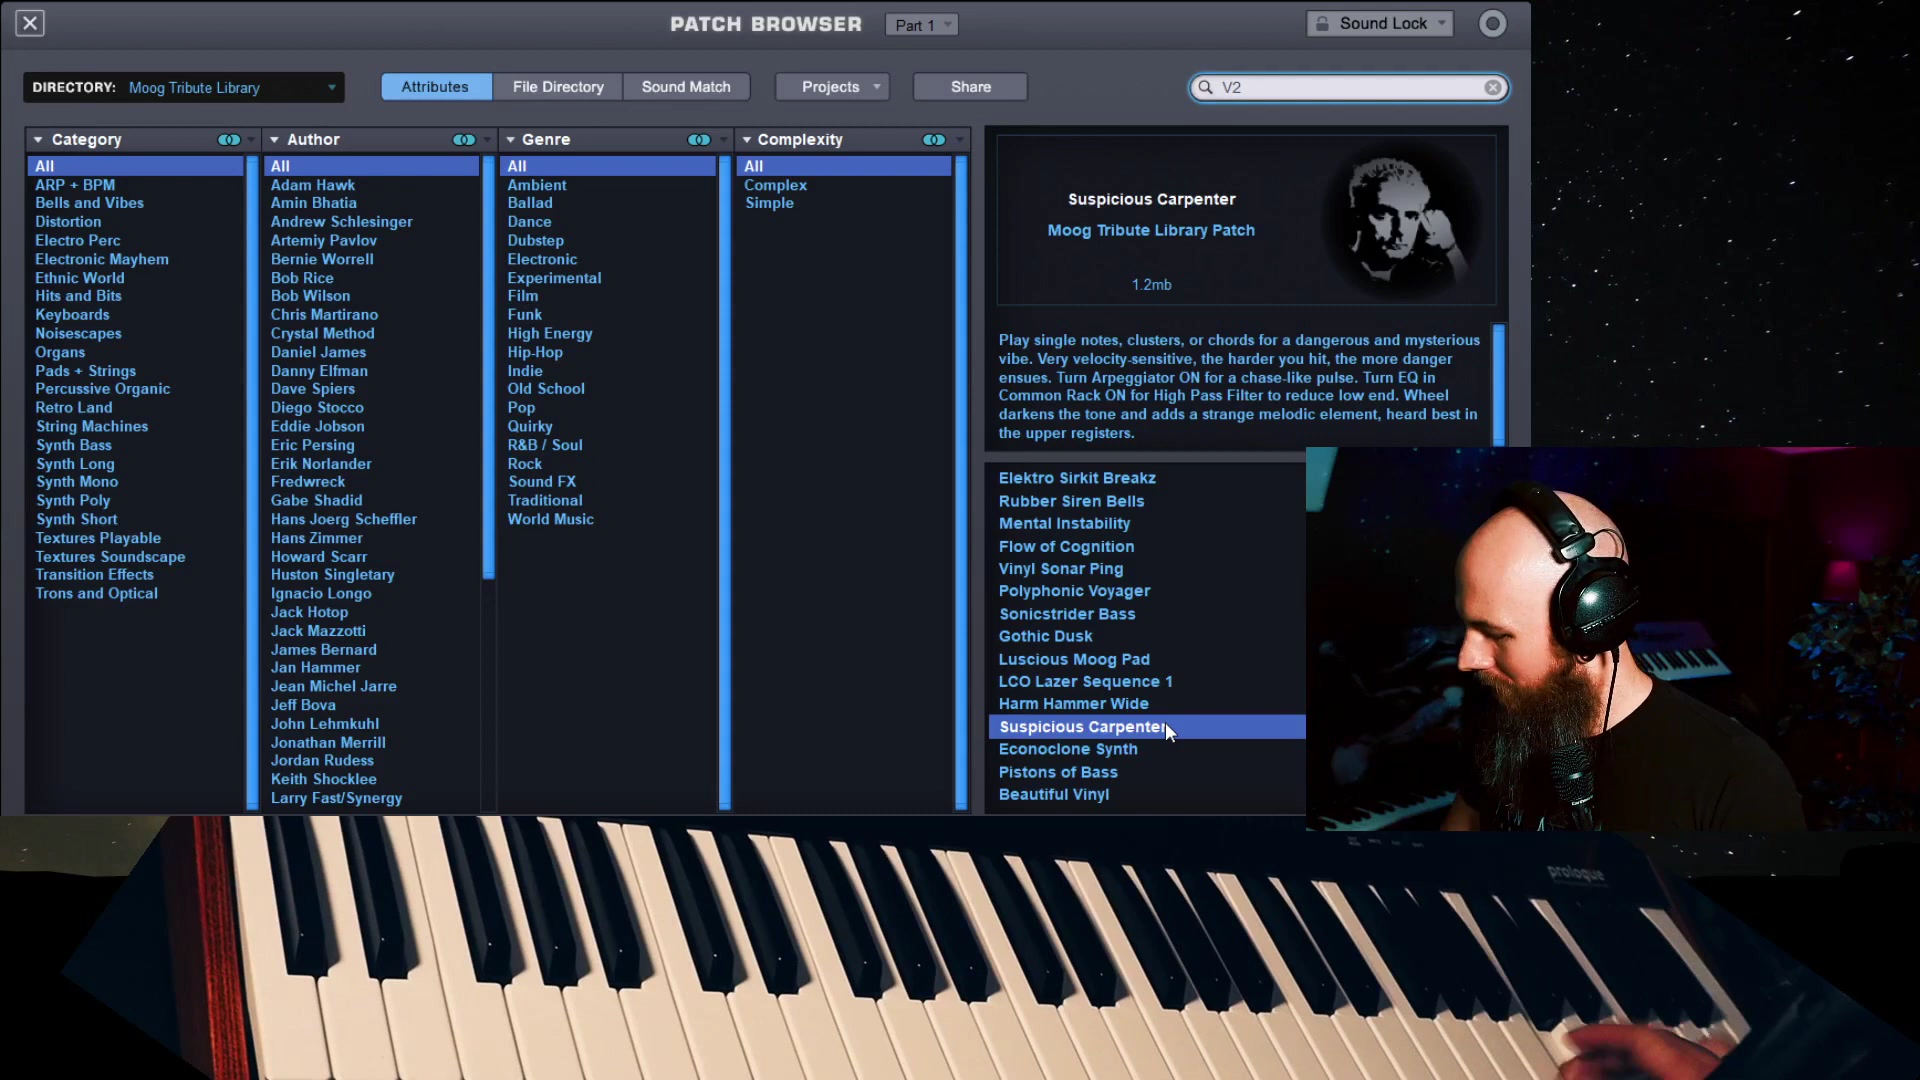 PATCH BROWSER
Part 1
Sound Lock
DIRECTORY: Moog Tribute Library
Attributes
File Directory
Sound Match
Projects
Share
V2
Category
All
ARP + BPM
Bells and Vibes
Distortion
Electro Perc
Electronic Mayhem
Ethnic World
Hits and Bits
Keyboards
Noisescapes
Organs
Pads + Strings
Percussive Organic
Retro Land
String Machines
Synth Bass
Synth Long
Synth Mono
Synth Poly
Synth Short
Textures Playable
Textures Soundscape
Transition Effects
Trons and Optical
Author
All
Adam Hawk
Amin Bhatia
Andrew Schlesinger
Artemiy Pavlov
Bernie Worrell
Bob Rice
Bob Wilson
Chris Martirano
Crystal Method
Daniel James
Danny Elfman
Dave Spiers
Diego Stocco
Eddie Jobson
Eric Persing
Erik Norlander
Fredwreck
Gabe Shadid
Hans Joerg Scheffler
Hans Zimmer
Howard Scarr
Huston Singletary
Ignacio Longo
Jack Hotop
Jack Mazzotti
James Bernard
Jan Hammer
Jean Michel Jarre
Jeff Bova
John Lehmkuhl
Jonathan Merrill
Jordan Rudess
Keith Shocklee
Larry Fast/Synergy
Genre
All
Ambient
Ballad
Dance
Dubstep
Electronic
Experimental
Film
Funk
High Energy
Hip-Hop
Indie
Old School
Pop
Quirky
R&B / Soul
Rock
Sound FX
Traditional
World Music
Complexity
All
Complex
Simple
Suspicious Carpenter
Moog Tribute Library Patch
1.2mb
Play single notes, clusters, or chords for a dangerous and mysterious
vibe. Very velocity-sensitive, the harder you hit, the more danger
ensues. Turn Arpeggiator ON for a chase-like pulse. Turn EQ in
Common Rack ON for High Pass Filter to reduce low end. Wheel
darkens the tone and adds a strange melodic element, heard best in
the upper registers.
Elektro Sirkit Breakz
Rubber Siren Bells
Mental Instability
Flow of Cognition
Vinyl Sonar Ping
Polyphonic Voyager
Sonicstrider Bass
Gothic Dusk
Luscious Moog Pad
LCO Lazer Sequence 1
Harm Hammer Wide
Suspicious Carpenter
Econoclone Synth
Pistons of Bass
Beautiful Vinyl
prologue